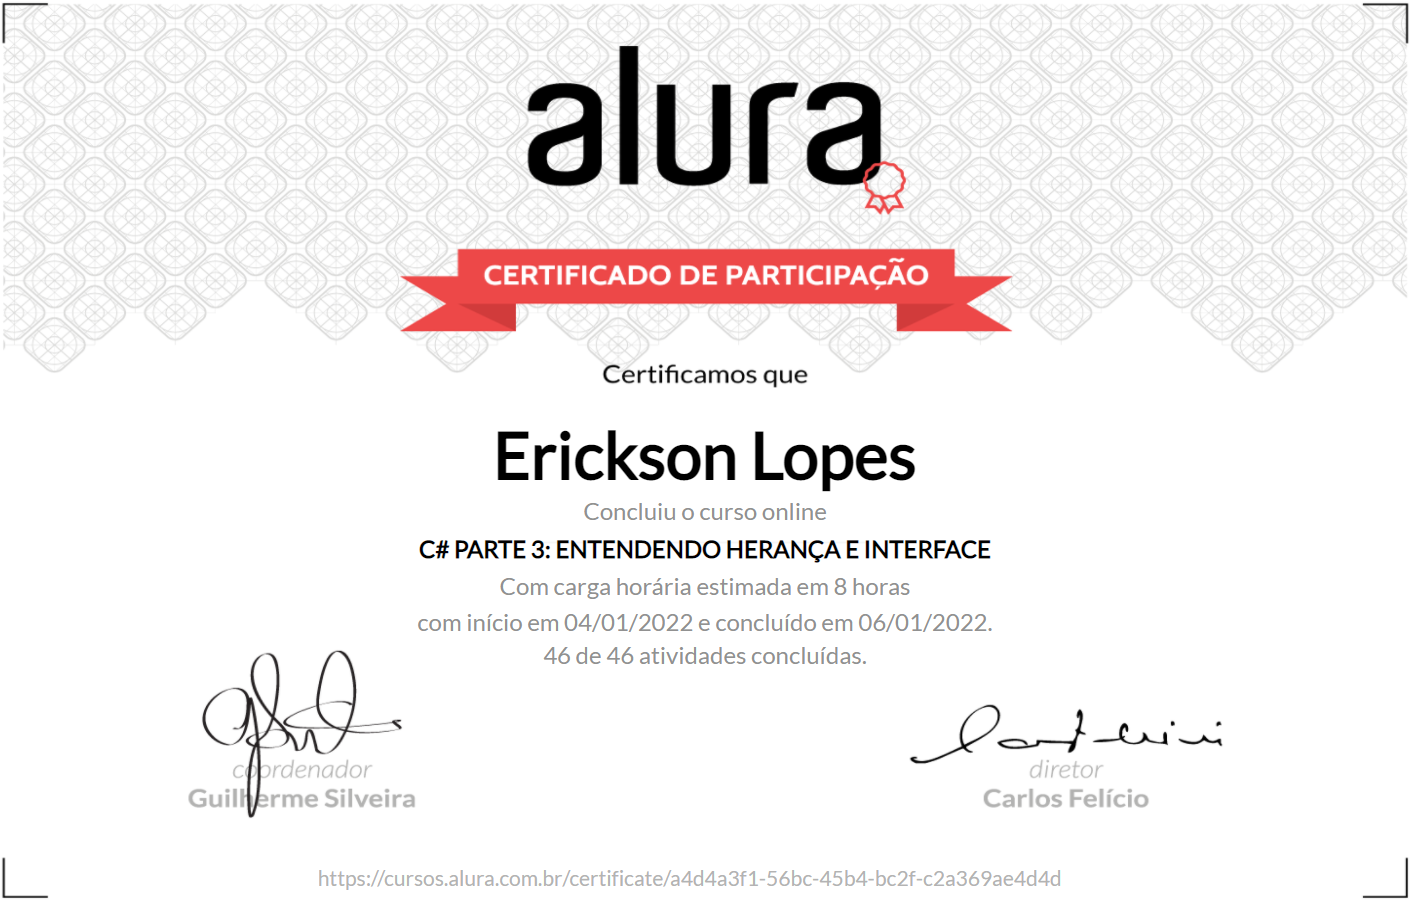 alura
CERTIFICADO DE PARTICIPAÇÃO
Certificamos que
Erickson Lopes
Concluiu o curso online
C# PARTE 3: ENTENDENDO HERANÇA E INTERFACE
Com carga horária estimada em 8 horas
com início em 04/01/2022 e concluído em 06/01/2022.
46 de 46 atividades concluídas.
coordenador
Guilherme Silveira
diretor
Carlos Felício
https://cursos.alura.com.br/certificate/a4d4a3f1-56bc-45b4-bc2f-c2a369ae4d4d